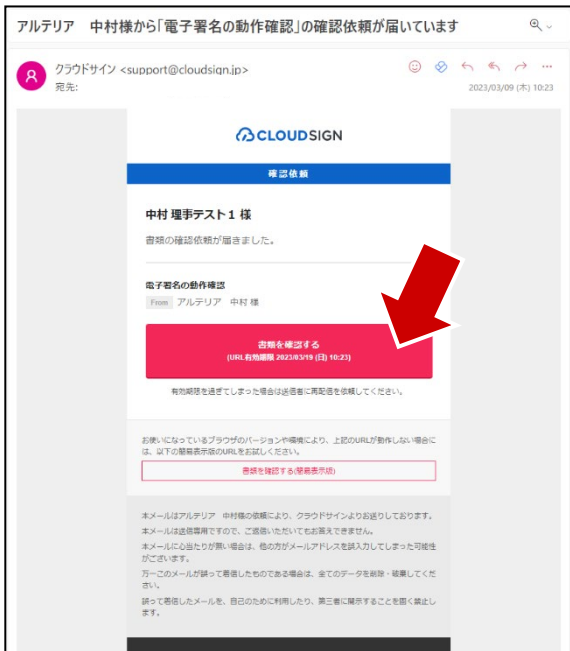 アルテリア　中村様から「電子署名の動作確認」の確認依頼が届いています
R
クラウドサイン <support@cloudsign.jp>
宛先:
2023/03/09 (木) 10:23
CLOUDSIGN
確認依頼
中村 理事テスト1 様
書類の確認依頼が届きました。
電子署名の動作確認
From アルテリア　中村 様
書類を確認する
(URL有効期限 2023/03/19 (日) 10:23)
有効期限を過ぎてしまった場合は送信者に再配信を依頼してください。
お使いになっているブラウザのバージョンや環境により、上記のURLが動作しない場合に
は、以下の簡易表示版のURLをお試しください。
書類を確認する(簡易表示版)
本メールはアルテリア　中村様の依頼により、クラウドサインよりお送りしております。
本メールは送信専用ですので、ご返信いただいてもお答えできません。
本メールに心当たりが無い場合は、他の方がメールアドレスを誤入力してしまった可能性
がございます。
万一このメールが誤って着信したものである場合は、全てのデータを削除・破棄してくだ
さい。
誤って着信したメールを、自己のために利用したり、第三者に開示することを固く禁止し
ます。